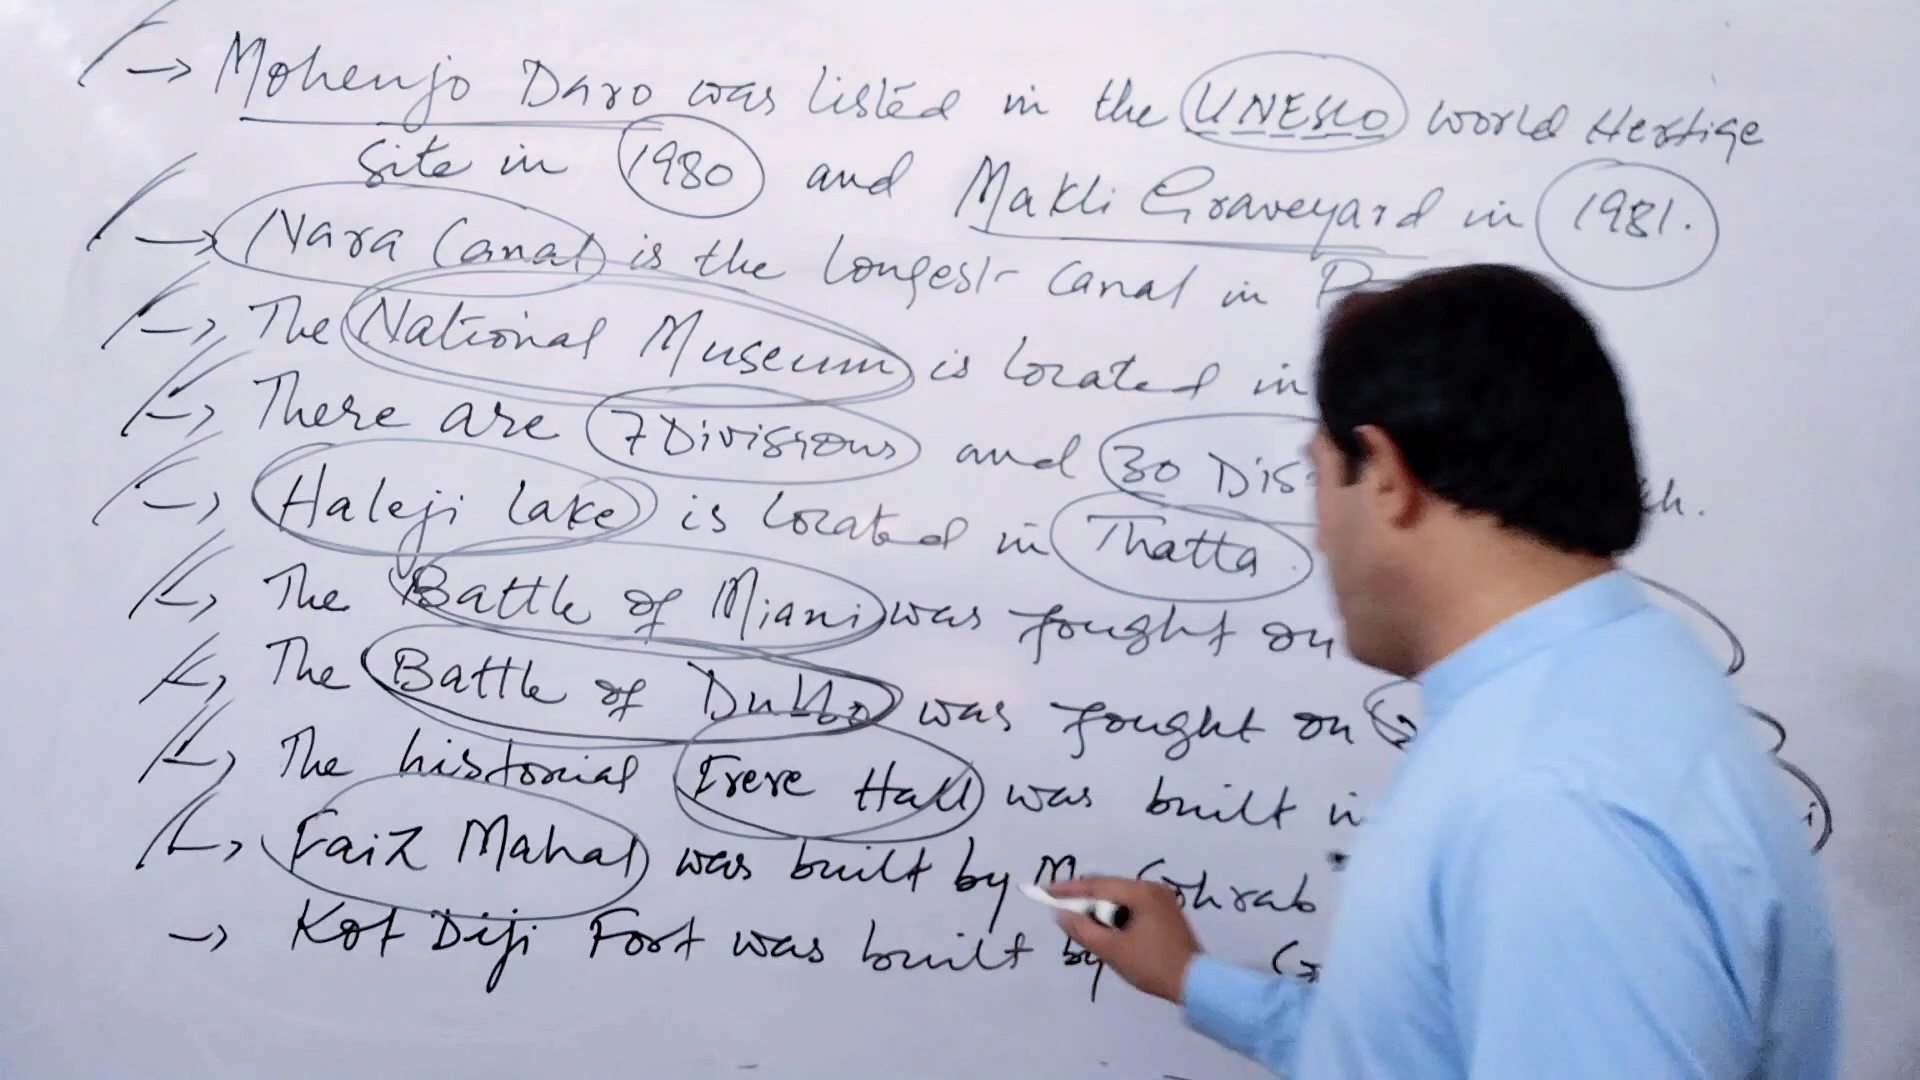 → Mohenjo Daro was listed in the UNESCO World Hertige
site in 1980 and Makli Graveyard in 1981.
→ Nara Canal is the longest canal in
→ The National Museum is located in
→ There are 7 Divisions and 30
→ Haleji lake is located in Thatta.
→ The Battle of Miani was fought on
→ The Battle of Dubbo was fought on
→ The historial Frere Hall was built in
→ Faiz Mahal was built by Sohrab
→ Kot Diji Fort was built by